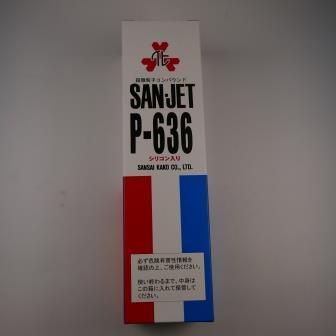 超微粒子コンパウンド
SAN-JET
P-636
シリコン入り
SANSAI KAKO CO., LTD.
必ず危険有害性情報を
確認の上、ご使用ください。
使い終わるまで、中身は
この箱に入れて保管して
ください。